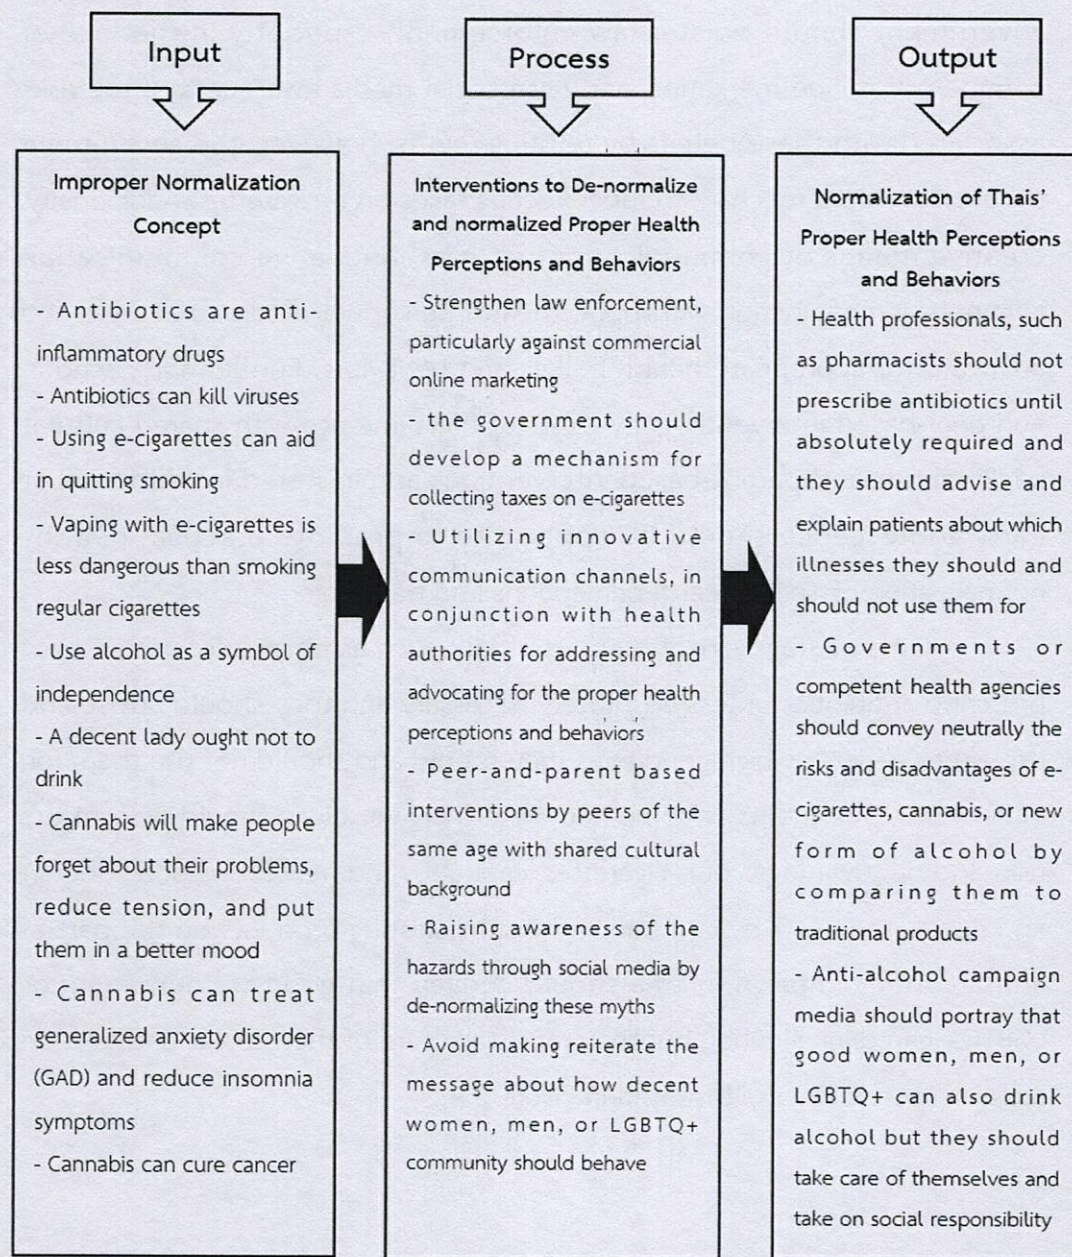 Input
Process
Output
Improper Normalization
Concept
- Antibiotics are anti-
inflammatory drugs
- Antibiotics can kill viruses
- Using e-cigarettes can aid
in quitting smoking
- Vaping with e-cigarettes is
less dangerous than smoking
regular cigarettes
- Use alcohol as a symbol of
independence
- A decent lady ought not to
drink
- Cannabis will make people
forget about their problems,
reduce tension, and put
them in a better mood
- Cannabis can treat
generalized anxiety disorder
(GAD) and reduce insomnia
symptoms
- Cannabis can cure cancer
Interventions to De-normalize
and normalized Proper Health
Perceptions and Behaviors
- Strengthen law enforcement,
particularly against commercial
online marketing
- the government should
develop a mechanism for
collecting taxes on e-cigarettes
- Utilizing innovative
communication channels, in
conjunction with health
authorities for addressing and
advocating for the proper health
perceptions and behaviors
- Peer-and-parent based
interventions by peers of the
same age with shared cultural
background
- Raising awareness of the
hazards through social media by
de-normalizing these myths
- Avoid making reiterate the
message about how decent
women, men, or LGBTQ+
community should behave
Normalization of Thais'
Proper Health Perceptions
and Behaviors
- Health professionals, such
as pharmacists should not
prescribe antibiotics until
absolutely required and
they should advise and
explain patients about which
illnesses they should and
should not use them for
- Governments or
competent health agencies
should convey neutrally the
risks and disadvantages of e-
cigarettes, cannabis, or new
form of alcohol by
comparing them to
traditional products
- Anti-alcohol campaign
media should portray that
good women, men, or
LGBTQ+ can also drink
alcohol but they should
take care of themselves and
take on social responsibility